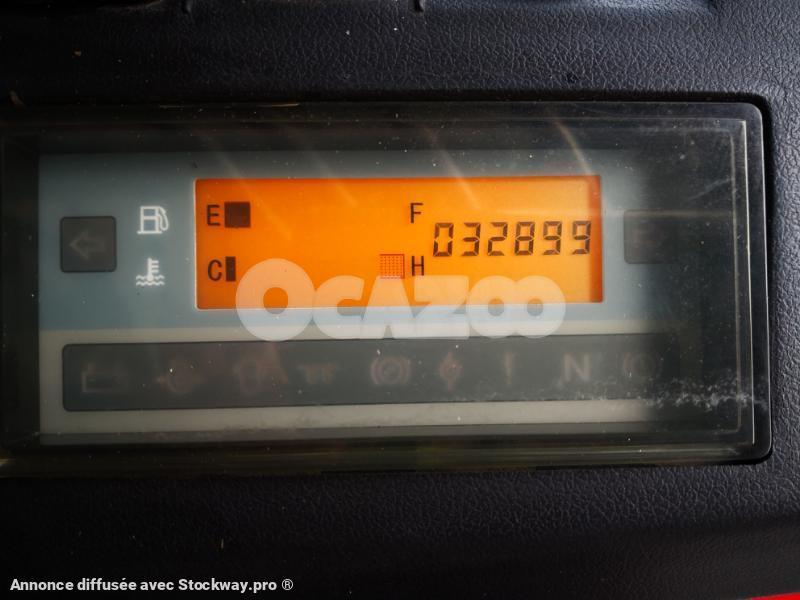 E F
032899
C H
OCAZOO
N
Annonce diffusée avec Stockway.pro ®